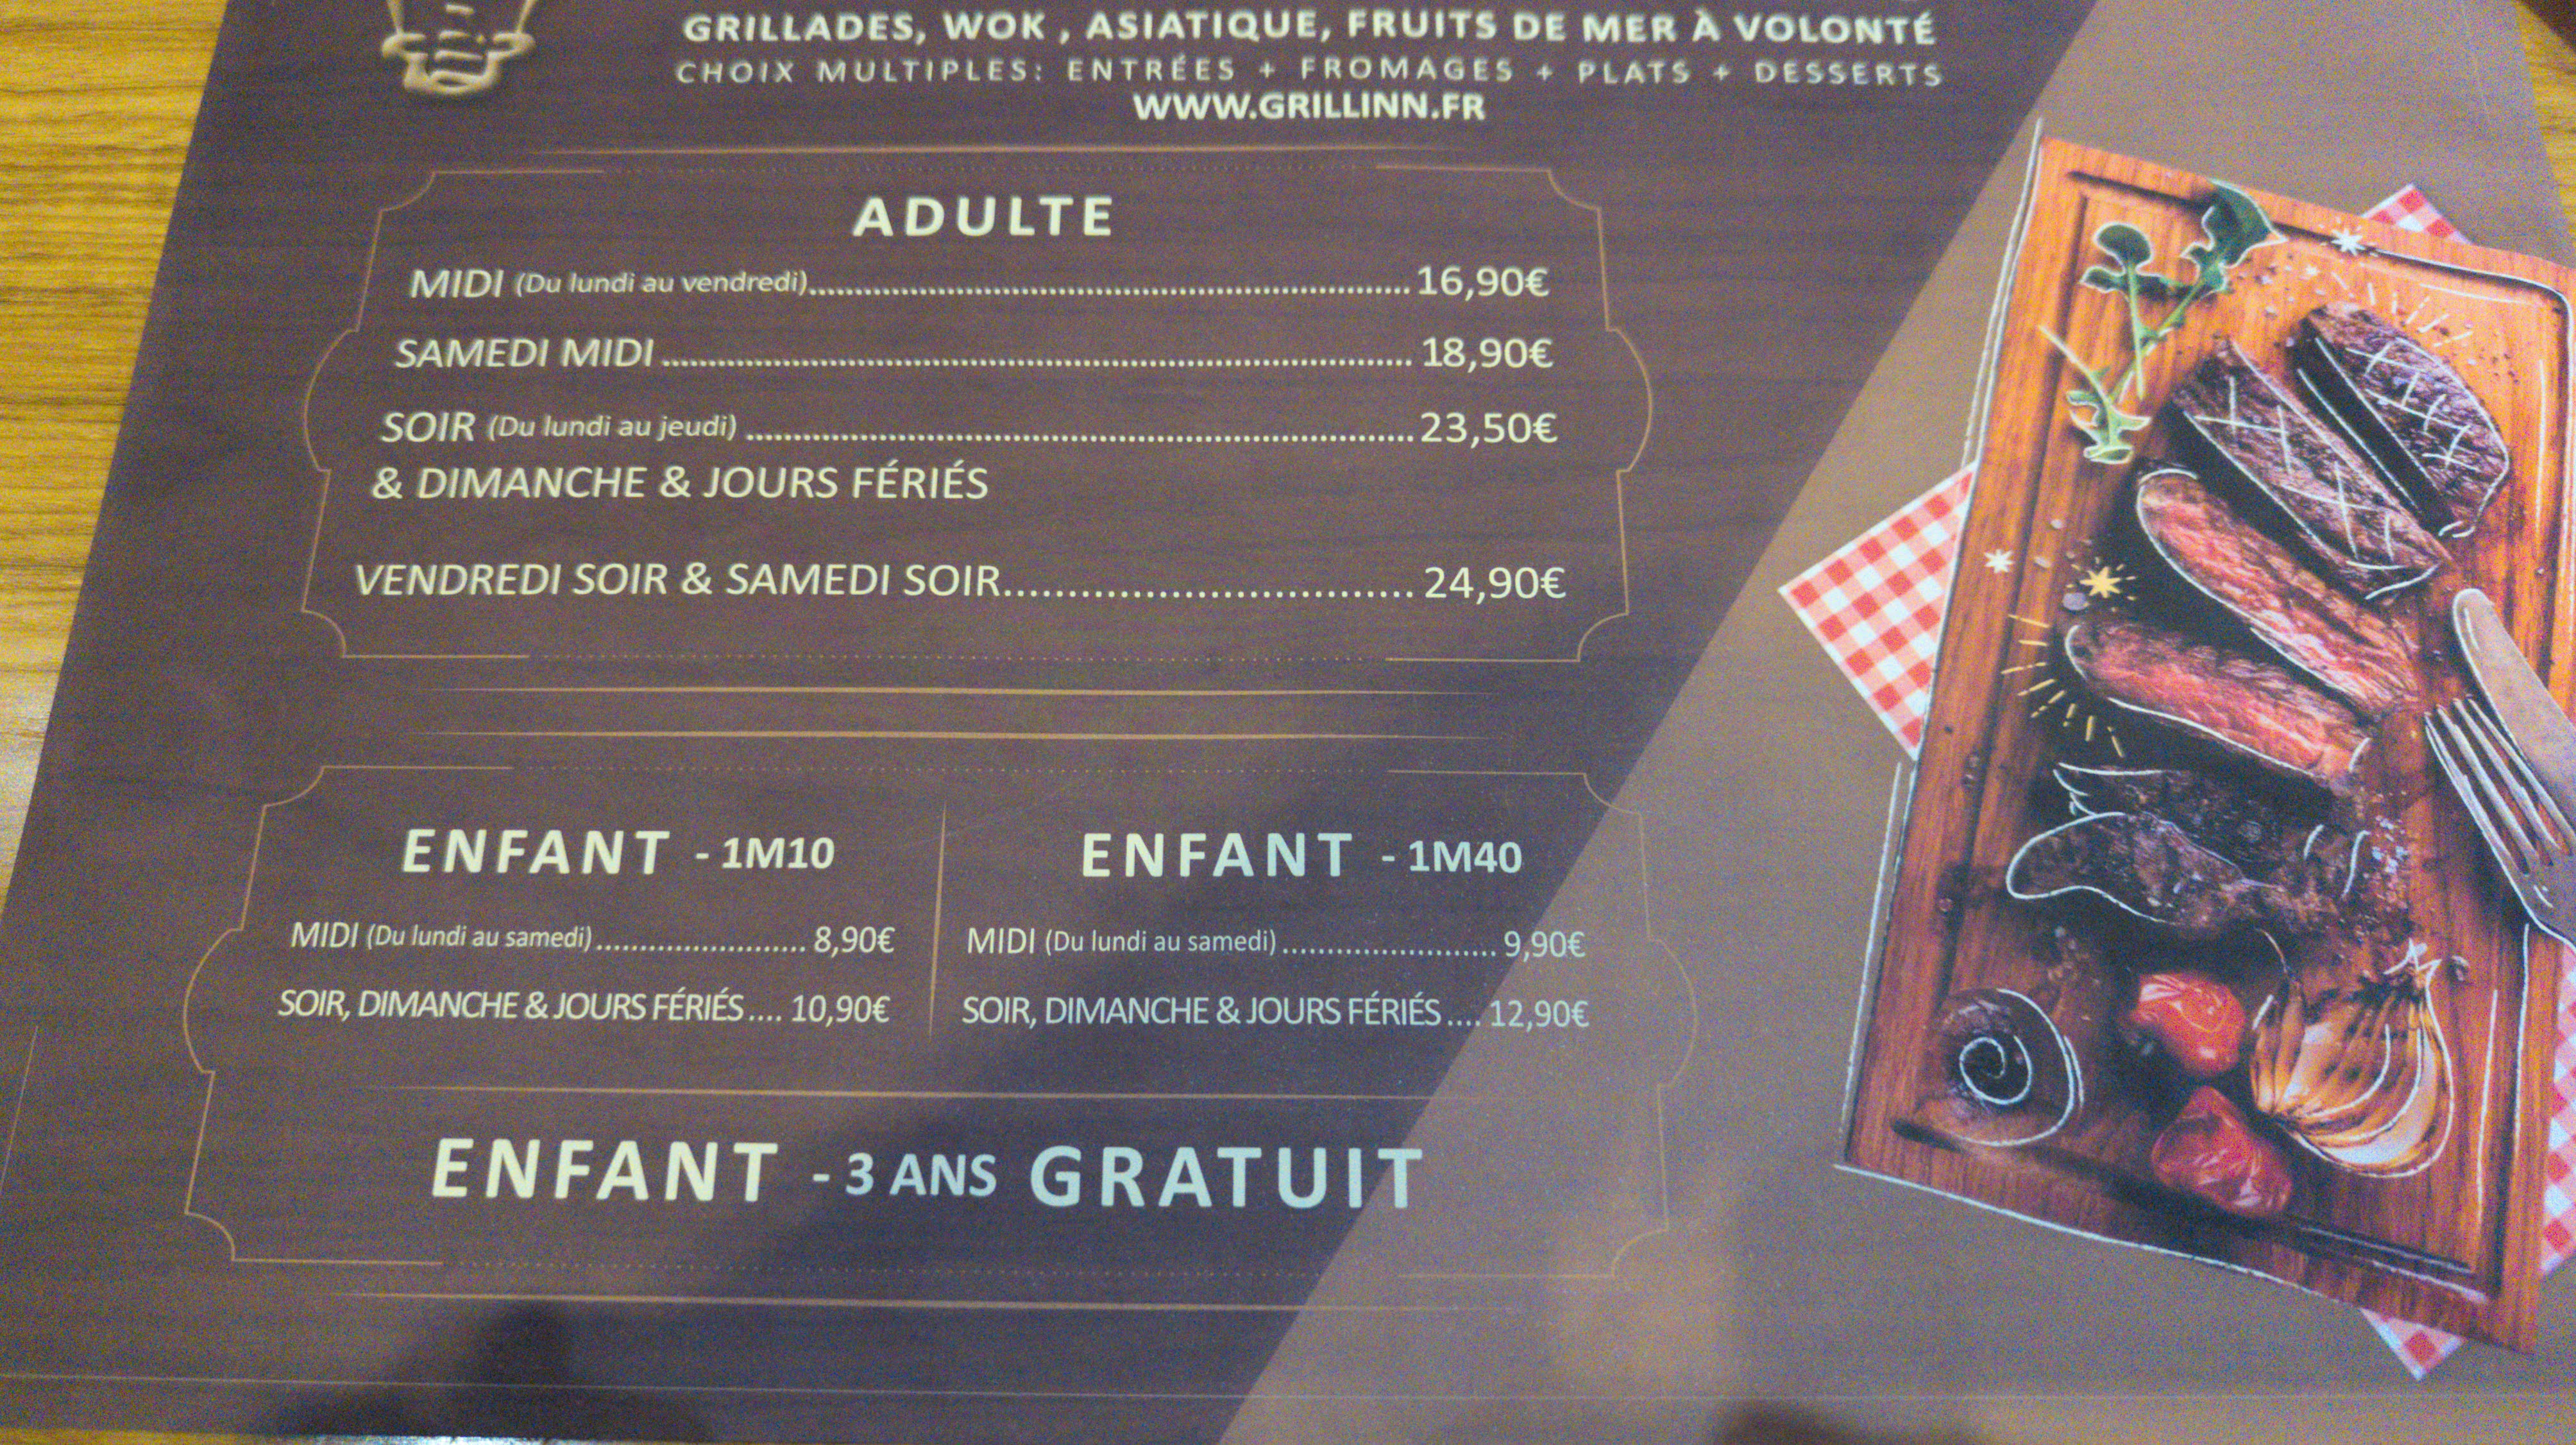 GRILLADES, WOK , ASIATIQUE, FRUITS DE MER À VOLONTÉ
CHOIX MULTIPLES: ENTRÉES + FROMAGES + PLATS + DESSERTS
WWW.GRILLINN.FR
ADULTE
MIDI (Du lundi au vendredi)........ 16,90€
SAMEDI MIDI ........ 18,90€
SOIR (Du lundi au jeudi) ........ 23,50€
& DIMANCHE & JOURS FÉRIÉS
VENDREDI SOIR & SAMEDI SOIR........ 24,90€
ENFANT - 1M10
MIDI (Du lundi au samedi)........ 8,90€
SOIR, DIMANCHE & JOURS FÉRIÉS .... 10,90€
ENFANT - 1M40
MIDI (Du lundi au samedi)........ 9,90€
SOIR, DIMANCHE & JOURS FÉRIÉS .... 12,90€
ENFANT - 3 ANS GRATUIT